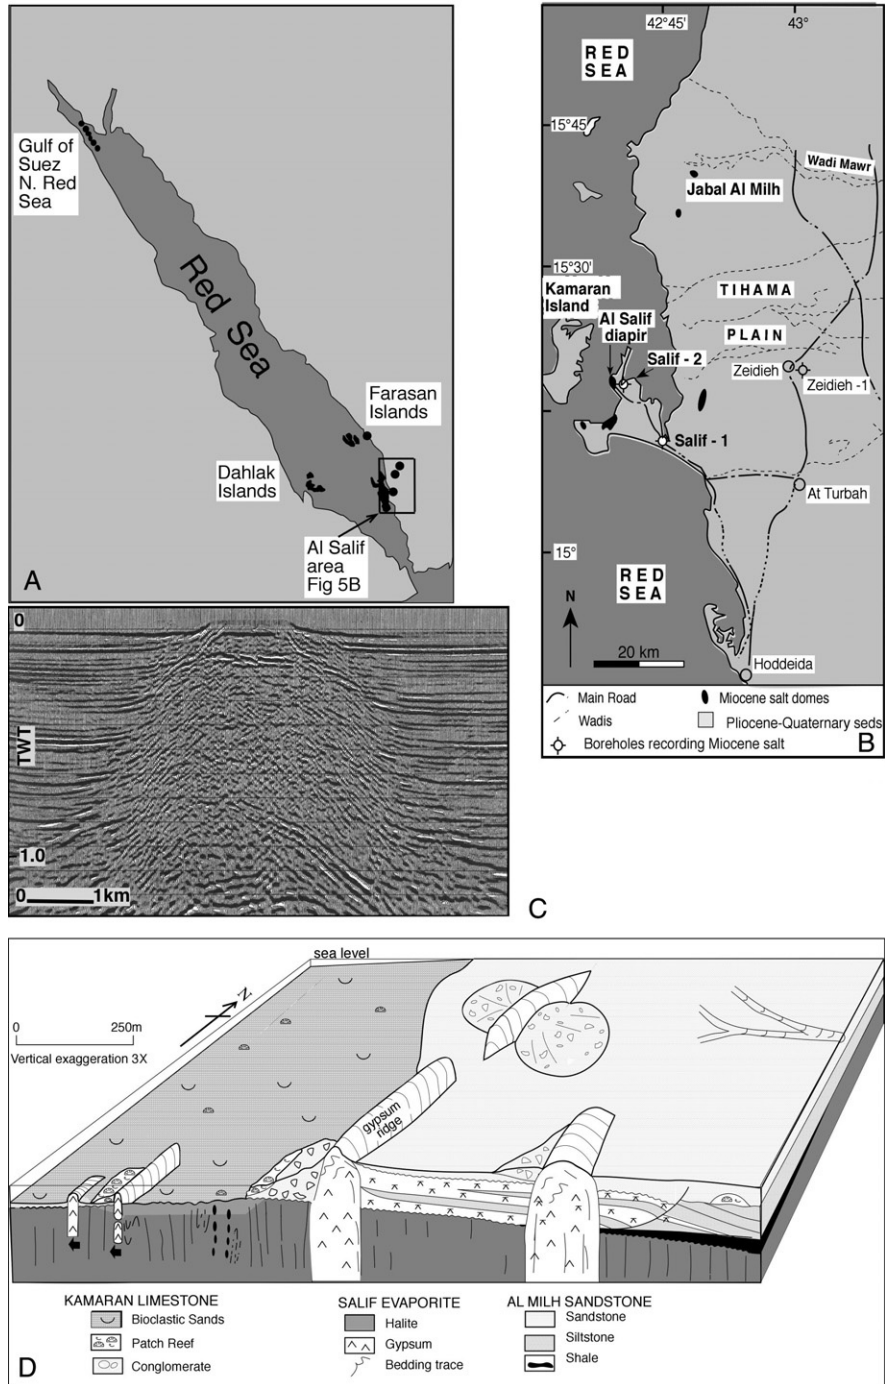 Gulf of
Suez
N. Red
Sea
Red Sea
Farasan
Islands
Dahlak
Islands
Al Salif
area
Fig 5B
A
42°45'
43°
RED
SEA
15°45'
Wadi Mawr
Jabal Al Milh
15°30'
Kamaran
Island
TIHAMA
Al Salif
diapir
PLAIN
Salif - 2
Zeidieh
Zeidieh -1
Salif - 1
At Turbah
15°
RED
SEA
N
20 km
Hoddeida
Main Road
Miocene salt domes
Wadis
Pliocene-Quaternary seds
Boreholes recording Miocene salt
B
0
TWT
1.0
0 1km
C
sea level
N
0 250m
Vertical exaggeration 3X
gypsum
ridge
KAMARAN LIMESTONE
Bioclastic Sands
Patch Reef
Conglomerate
SALIF EVAPORITE
Halite
Gypsum
Bedding trace
AL MILH SANDSTONE
Sandstone
Siltstone
Shale
D